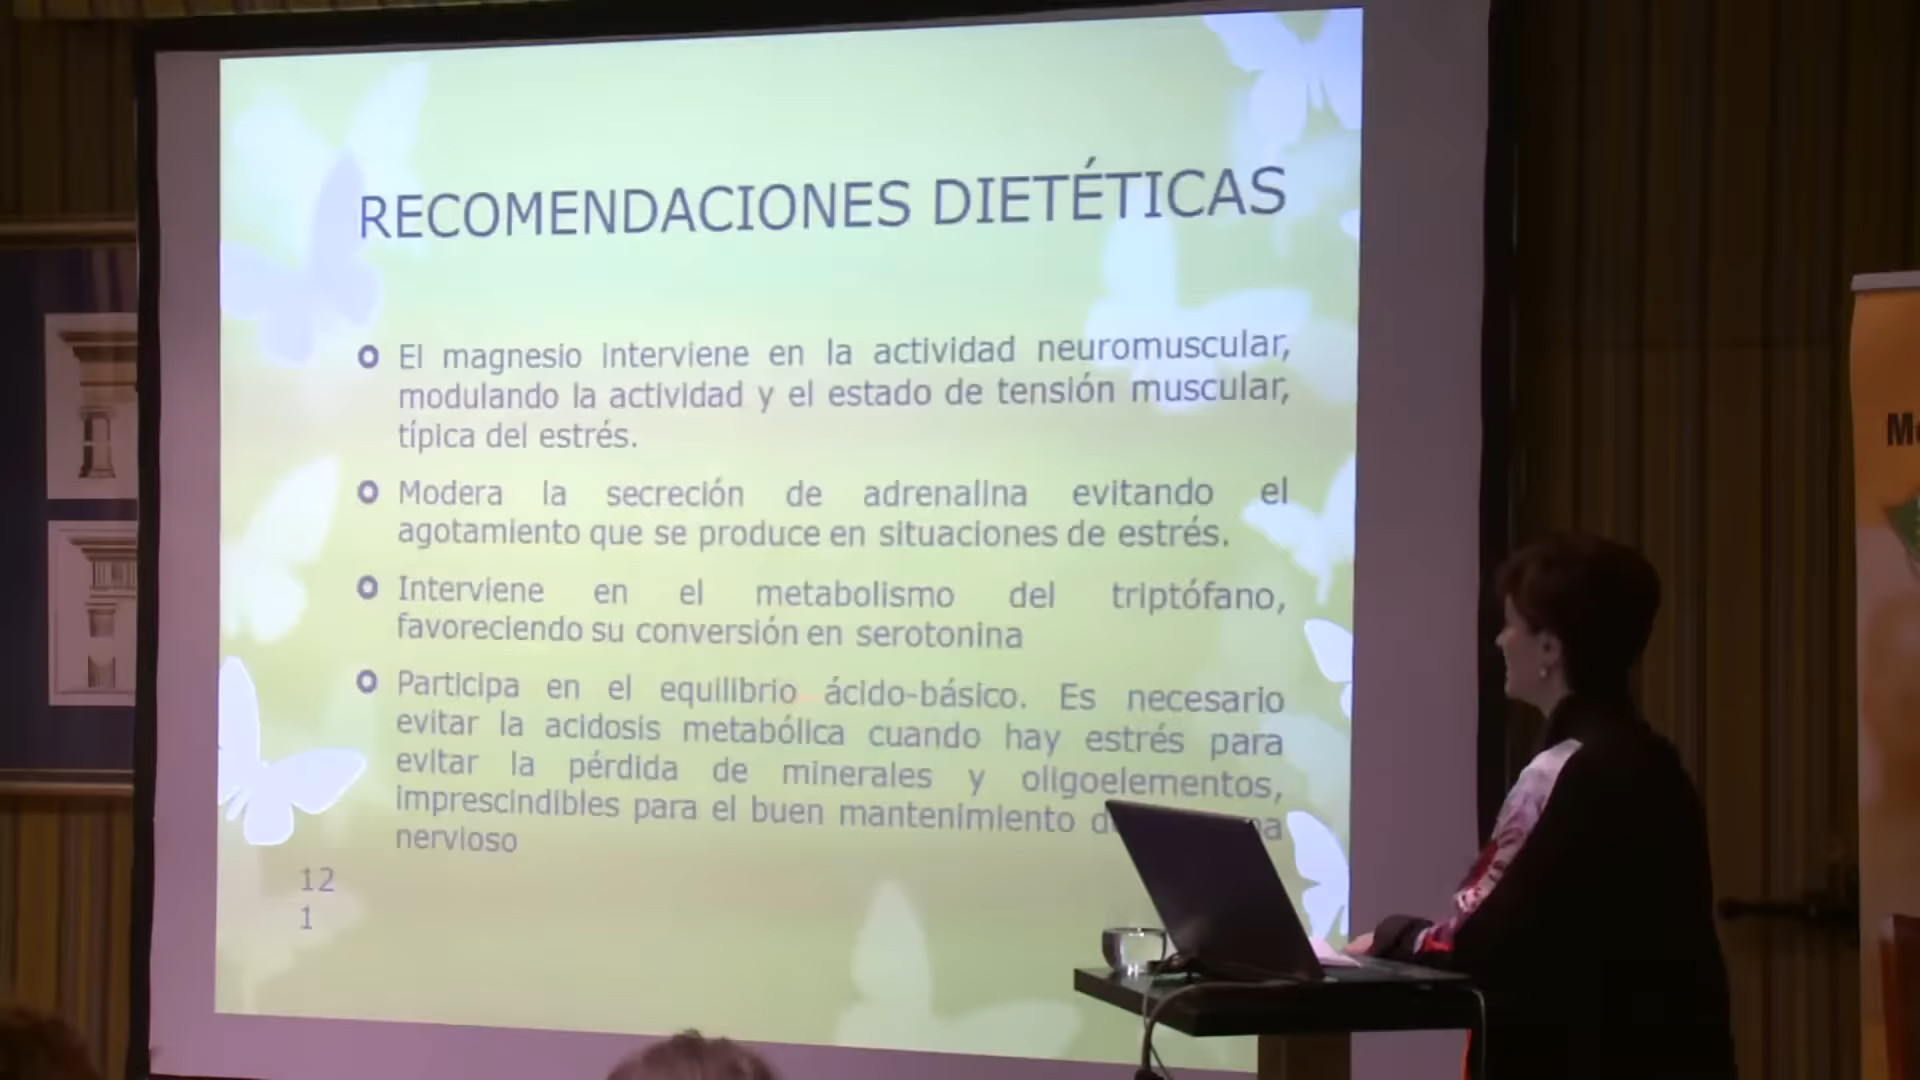 RECOMENDACIONES DIETÉTICAS
El magnesio interviene en la actividad neuromuscular,
modulando la actividad y el estado de tensión muscular,
típica del estrés.
Modera la secreción de adrenalina evitando el
agotamiento que se produce en situaciones de estrés.
Interviene en el metabolismo del triptófano,
favoreciendo su conversión en serotonina
Participa en el equilibrio ácido-básico. Es necesario
evitar la acidosis metabólica cuando hay estrés para
evitar la pérdida de minerales y oligoelementos,
imprescindibles para el buen mantenimiento
nervioso
12
1